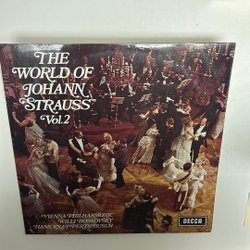 THE
WORLD OF
JOHANN
STRAUSS
Vol.2
VIENNA PHILHARMONIC
WILLI BOSKOVSKY
HANS KNAPPERTSBUSCH
DECCA